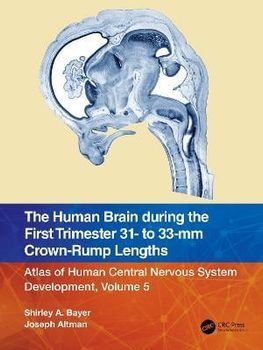 The Human Brain during the
First Trimester 31- to 33-mm
Crown-Rump Lengths
Atlas of Human Central Nervous System
Development, Volume 5
Shirley A. Bayer
Joseph Altman
CRC Press